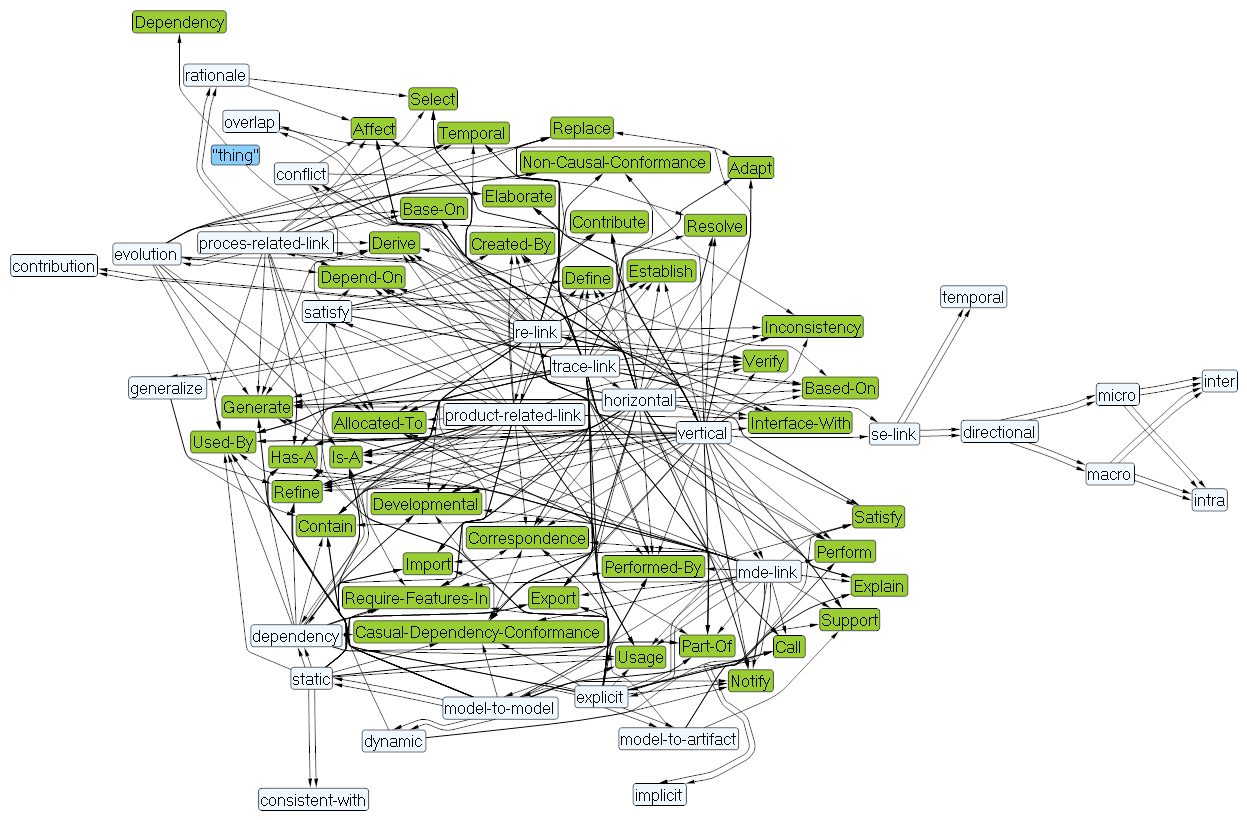 Dependency
rationale
Select
overlap
Affect
Temporal
Replace
"thing"
Non-Causal-Conformance
Adapt
conflict
Elaborate
Base-On
Contribute
Resolve
proces-related-link
Derive
Created-By
evolution
contribution
Depend-On
Define
Establish
temporal
satisfy
re-link
Inconsistency
trace-link
Verify
generalize
Based-On
micro
inter
Generate
horizontal
Allocated-To
product-related-link
Interface-With
Used-By
vertical
se-link
directional
Has-A
Is-A
macro
Refine
intra
Developmental
Contain
Satisfy
Correspondence
Perform
Import
Performed-By
mde-link
Explain
Require-Features-In
Export
Support
dependency
Casual-Dependency-Conformance
Part-Of
Call
Usage
static
Notify
explicit
model-to-model
dynamic
model-to-artifact
consistent-with
implicit